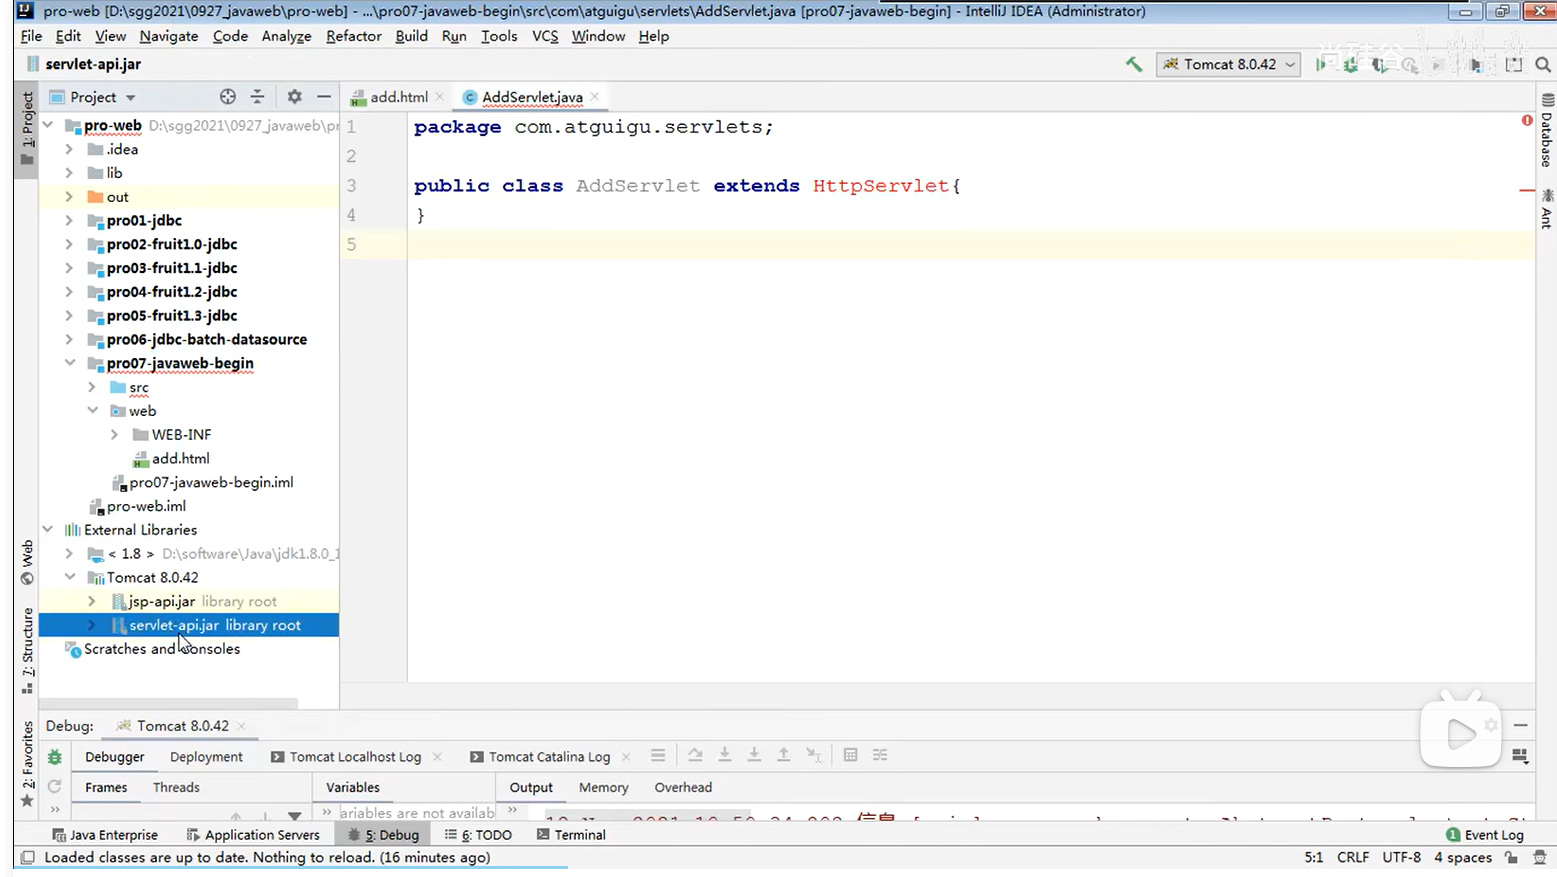 pro-web [D:\sgg2021\0927_javaweb\pro-web] - ...\pro07-javaweb-begin\src\com\atguigu\servlets\AddServlet.java [pro07-javaweb-begin] - IntelliJ IDEA (Administrator)
File Edit View Navigate Code Analyze Refactor Build Run Tools VCS Window Help
servlet-api.jar
Tomcat 8.0.42
尚硅谷
1: Project
Project
add.html
AddServlet.java
Database
Ant
pro-web D:\sgg2021\0927_javaweb\pr
.idea
lib
out
pro01-jdbc
pro02-fruit1.0-jdbc
pro03-fruit1.1-jdbc
pro04-fruit1.2-jdbc
pro05-fruit1.3-jdbc
pro06-jdbc-batch-datasource
pro07-javaweb-begin
src
web
WEB-INF
add.html
pro07-javaweb-begin.iml
pro-web.iml
External Libraries
< 1.8 > D:\software\Java\jdk1.8.0_1
Tomcat 8.0.42
jsp-api.jar library root
servlet-api.jar library root
Scratches and Consoles
1 package com.atguigu.servlets;
2
3 public class AddServlet extends HttpServlet{
4 }
5
Web
7: Structure
2: Favorites
Debug: Tomcat 8.0.42
Debugger Deployment Tomcat Localhost Log Tomcat Catalina Log
Frames Threads Variables Output Memory Overhead
ariables are not availab
Java Enterprise Application Servers 5: Debug 6: TODO Terminal 1 Event Log
Loaded classes are up to date. Nothing to reload. (16 minutes ago) 5:1 CRLF UTF-8 4 spaces